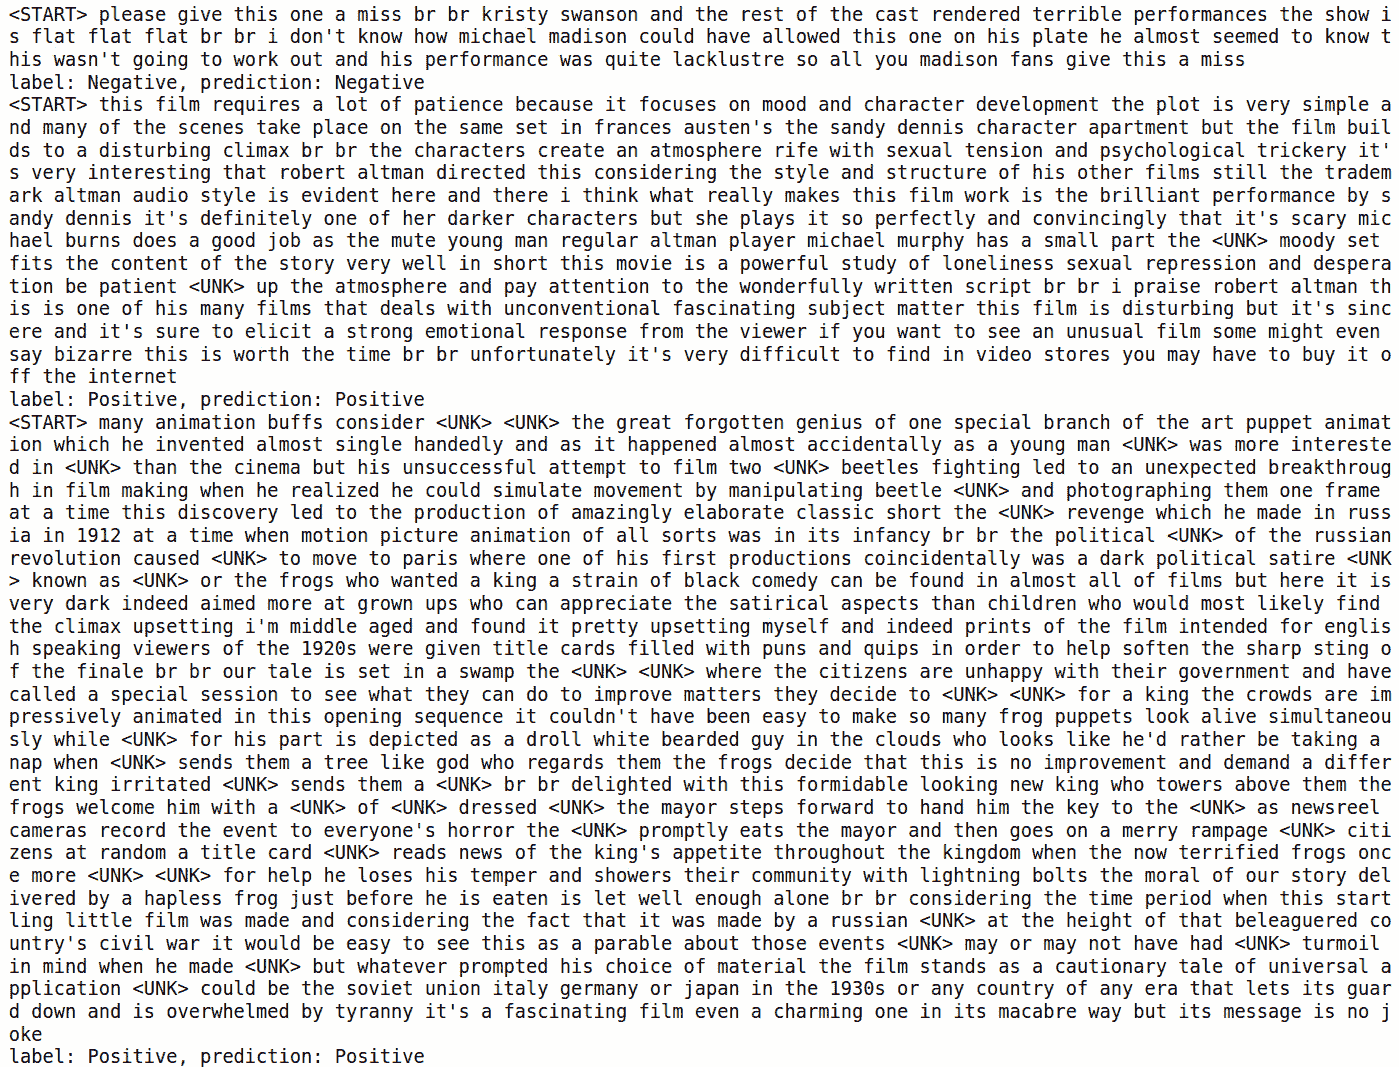 <START> please give this one a miss br br kristy swanson and the rest of the cast rendered terrible performances the show i
s flat flat flat br br i don't know how michael madison could have allowed this one on his plate he almost seemed to know t
his wasn't going to work out and his performance was quite lacklustre so all you madison fans give this a miss
label: Negative, prediction: Negative
<START> this film requires a lot of patience because it focuses on mood and character development the plot is very simple a
nd many of the scenes take place on the same set in frances austen's the sandy dennis character apartment but the film buil
ds to a disturbing climax br br the characters create an atmosphere rife with sexual tension and psychological trickery it'
s very interesting that robert altman directed this considering the style and structure of his other films still the tradem
ark altman audio style is evident here and there i think what really makes this film work is the brilliant performance by s
andy dennis it's definitely one of her darker characters but she plays it so perfectly and convincingly that it's scary mic
hael burns does a good job as the mute young man regular altman player michael murphy has a small part the <UNK> moody set
fits the content of the story very well in short this movie is a powerful study of loneliness sexual repression and despera
tion be patient <UNK> up the atmosphere and pay attention to the wonderfully written script br br i praise robert altman th
is is one of his many films that deals with unconventional fascinating subject matter this film is disturbing but it's sinc
ere and it's sure to elicit a strong emotional response from the viewer if you want to see an unusual film some might even
say bizarre this is worth the time br br unfortunately it's very difficult to find in video stores you may have to buy it o
ff the internet
label: Positive, prediction: Positive
<START> many animation buffs consider <UNK> <UNK> the great forgotten genius of one special branch of the art puppet animat
ion which he invented almost single handedly and as it happened almost accidentally as a young man <UNK> was more intereste
d in <UNK> than the cinema but his unsuccessful attempt to film two <UNK> beetles fighting led to an unexpected breakthroug
h in film making when he realized he could simulate movement by manipulating beetle <UNK> and photographing them one frame
at a time this discovery led to the production of amazingly elaborate classic short the <UNK> revenge which he made in russ
ia in 1912 at a time when motion picture animation of all sorts was in its infancy br br the political <UNK> of the russian
revolution caused <UNK> to move to paris where one of his first productions coincidentally was a dark political satire <UNK
> known as <UNK> or the frogs who wanted a king a strain of black comedy can be found in almost all of films but here it is
very dark indeed aimed more at grown ups who can appreciate the satirical aspects than children who would most likely find
the climax upsetting i'm middle aged and found it pretty upsetting myself and indeed prints of the film intended for englis
h speaking viewers of the 1920s were given title cards filled with puns and quips in order to help soften the sharp sting o
f the finale br br our tale is set in a swamp the <UNK> <UNK> where the citizens are unhappy with their government and have
called a special session to see what they can do to improve matters they decide to <UNK> <UNK> for a king the crowds are im
pressively animated in this opening sequence it couldn't have been easy to make so many frog puppets look alive simultaneou
sly while <UNK> for his part is depicted as a droll white bearded guy in the clouds who looks like he'd rather be taking a
nap when <UNK> sends them a tree like god who regards them the frogs decide that this is no improvement and demand a differ
ent king irritated <UNK> sends them a <UNK> br br delighted with this formidable looking new king who towers above them the
frogs welcome him with a <UNK> of <UNK> dressed <UNK> the mayor steps forward to hand him the key to the <UNK> as newsreel
cameras record the event to everyone's horror the <UNK> promptly eats the mayor and then goes on a merry rampage <UNK> citi
zens at random a title card <UNK> reads news of the king's appetite throughout the kingdom when the now terrified frogs onc
e more <UNK> <UNK> for help he loses his temper and showers their community with lightning bolts the moral of our story del
ivered by a hapless frog just before he is eaten is let well enough alone br br considering the time period when this start
ling little film was made and considering the fact that it was made by a russian <UNK> at the height of that beleaguered co
untry's civil war it would be easy to see this as a parable about those events <UNK> may or may not have had <UNK> turmoil
in mind when he made <UNK> but whatever prompted his choice of material the film stands as a cautionary tale of universal a
pplication <UNK> could be the soviet union italy germany or japan in the 1930s or any country of any era that lets its guar
d down and is overwhelmed by tyranny it's a fascinating film even a charming one in its macabre way but its message is no j
oke
label: Positive, prediction: Positive